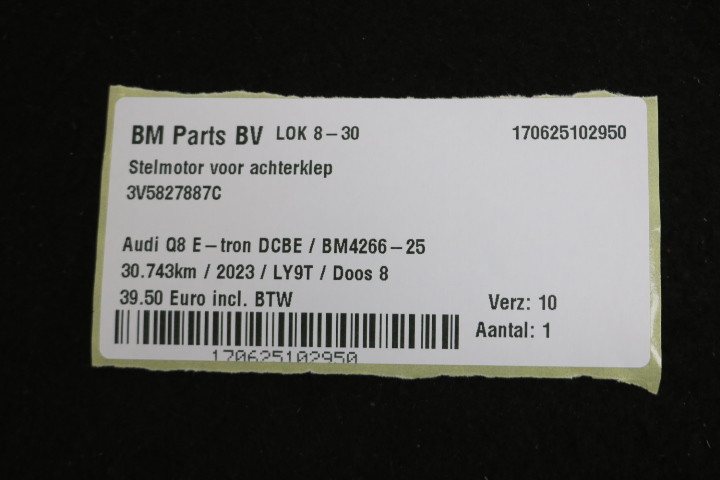 BM Parts BV LOK 8-30 170625102950
Stelmotor voor achterklep
3V5827887C
Audi Q8 E-tron DCBE / BM4266-25
30.743km / 2023 / LY9T / Doos 8
39.50 Euro incl. BTW Verz: 10
Aantal: 1
170625102950